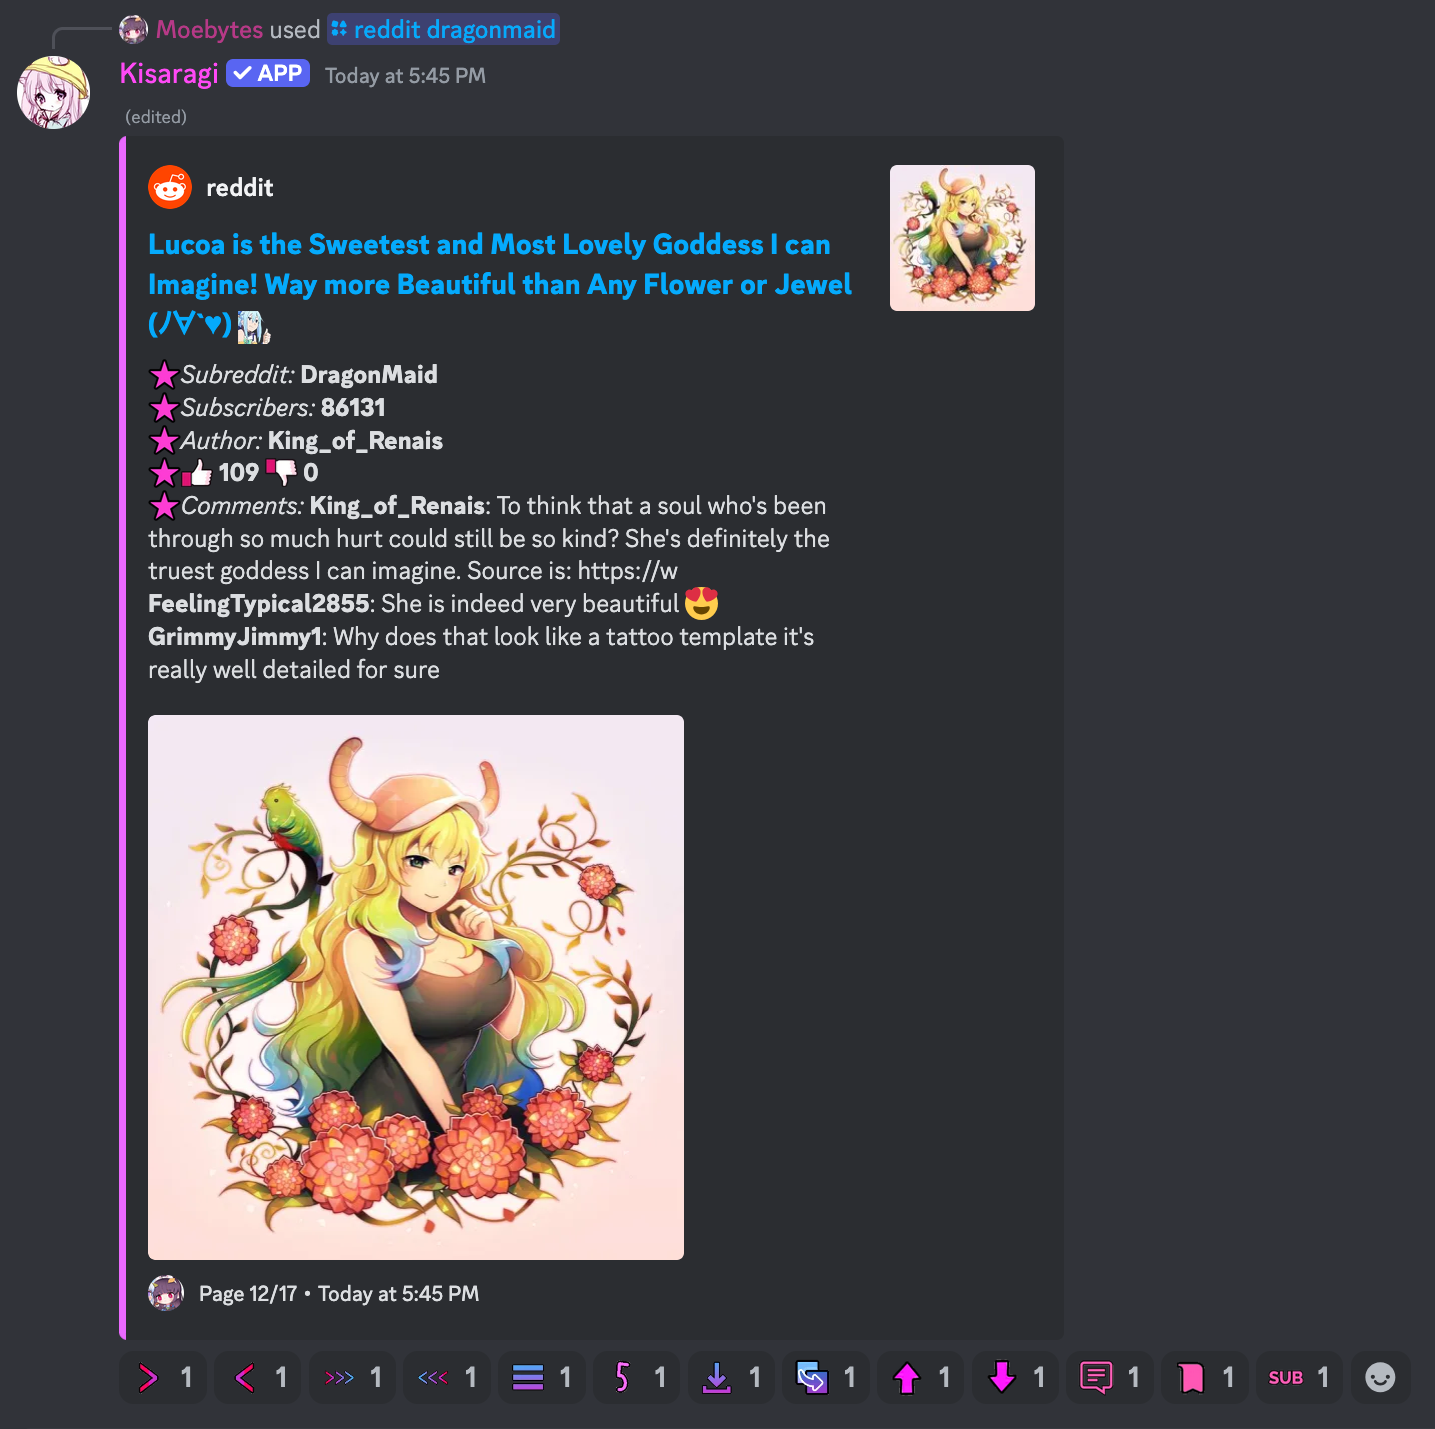 Moebytes used reddit dragonmaid
Kisaragi APP Today at 5:45 PM
(edited)
reddit
Lucoa is the Sweetest and Most Lovely Goddess I can
Imagine! Way more Beautiful than Any Flower or Jewel
(ﾉ∀`♥)
Subreddit: DragonMaid
Subscribers: 86131
Author: King_of_Renais
109 0
Comments: King_of_Renais: To think that a soul who's been
through so much hurt could still be so kind? She's definitely the
truest goddess I can imagine. Source is: https://w
FeelingTypical2855: She is indeed very beautiful 😍
GrimmyJimmy1: Why does that look like a tattoo template it's
really well detailed for sure
Page 12/17 • Today at 5:45 PM
1 1 1 1 1 5 1 1 1 1 1 1 1 SUB 1